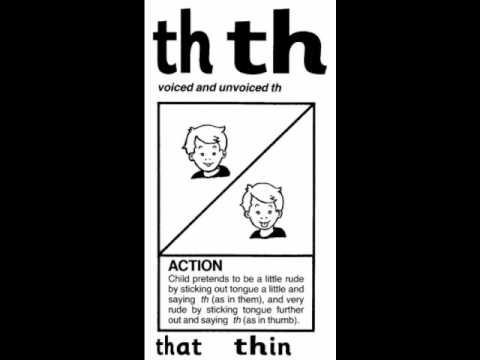 th th
voiced and unvoiced th
ACTION
Child pretends to be a little rude
by sticking out tongue a little and
saying th (as in them), and very
rude by sticking tongue further
out and saying th (as in thumb).
that thin